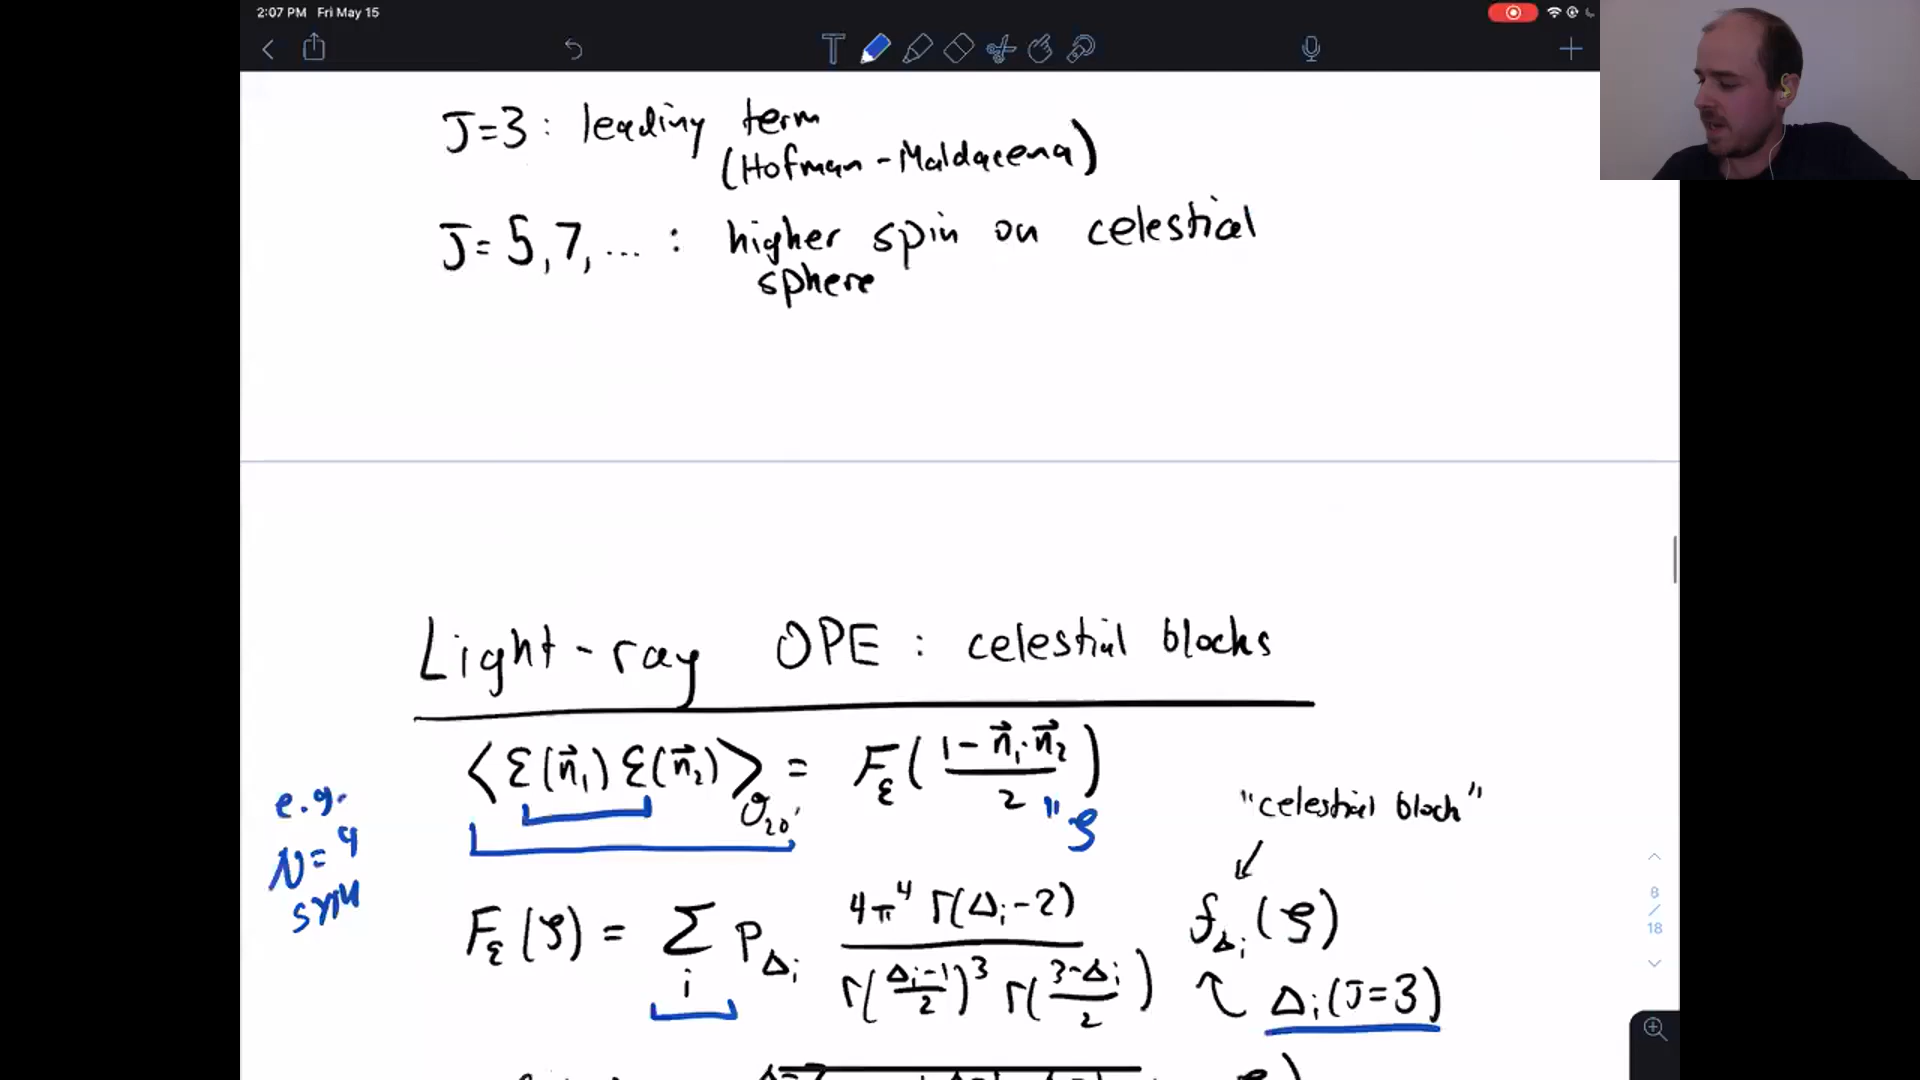 2:07 PM Fri May 15
J=3 : leading term
(Hofman-Maldacena)
J=5,7,... : higher spin on celestial
sphere
Light-ray OPE : celestial blocks
⟨ℰ(n⃗₁) ℰ(n⃗₂)⟩_{𝒪₂₀'} = F_ℰ((1 - n⃗₁·n⃗₂)/2)
" ζ
e.g.
N=4
SYM
"celestial block"
F_ℰ(ζ) = Σ_i p_{Δ_i} (4π⁴ Γ(Δ_i-2))/(Γ((Δ_i-1)/2)³ Γ((3-Δ_i)/2)) f_{Δ_i}(ζ)
Δ_i(J=3)
8
/
18